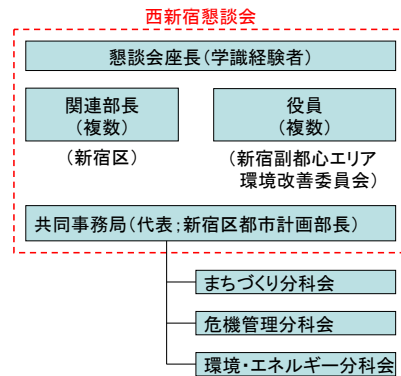 西新宿懇談会
懇談会座長(学識経験者)
関連部長
(複数)
役員
(複数)
(新宿区)
(新宿副都心エリア
環境改善委員会)
共同事務局(代表;新宿区都市計画部長)
まちづくり分科会
危機管理分科会
環境・エネルギー分科会